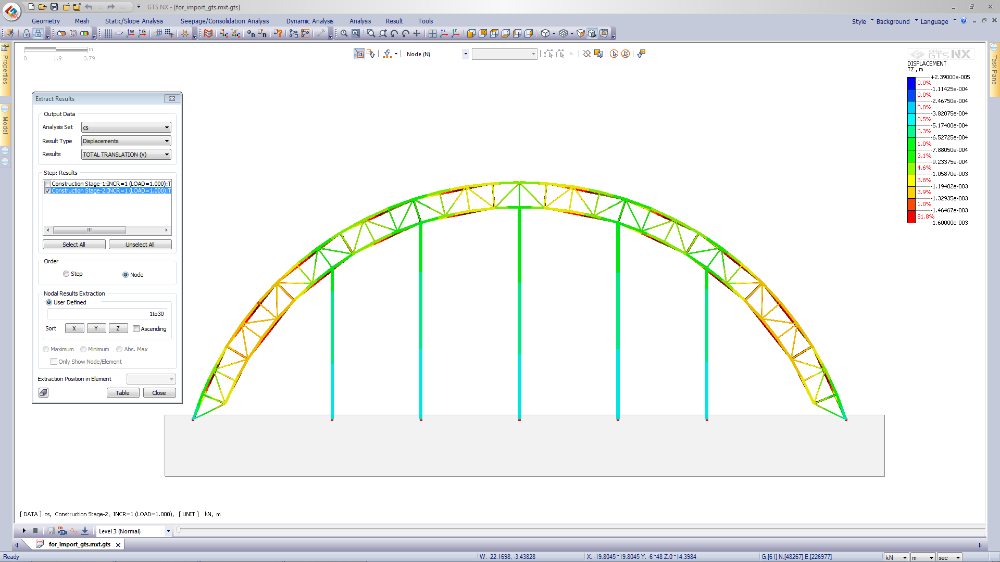 GTS NX - [for_import_gts.mxt.gts]
Geometry Mesh Static/Slope Analysis Seepage/Consolidation Analysis Dynamic Analysis Analysis Result Tools Style Background Language
Properties
Model
Task Pane
m
0 1.9 3.79
Node (N)
midas
GTS NX
DISPLACEMENT
TZ , m
+2.39000e-005
0.0%
-1.11425e-004
0.0%
-2.46750e-004
0.0%
-3.82075e-004
0.5%
-5.17400e-004
0.3%
-6.52725e-004
1.0%
-7.88050e-004
3.1%
-9.23375e-004
4.6%
-1.05870e-003
3.8%
-1.19402e-003
3.9%
-1.32935e-003
1.0%
-1.46467e-003
81.8%
-1.60000e-003
Extract Results
Output Data
Analysis Set cs
Result Type Displacements
Results TOTAL TRANSLATION (V)
Step: Results
Construction Stage-1:INCR=1 (LOAD=1.000):T
Construction Stage-2:INCR=1 (LOAD=1.000):T
Select All Unselect All
Order
Step Node
Nodal Results Extraction
User Defined
1to30
Sort X Y Z Ascending
Maximum Minimum Abs. Max
Only Show Node/Element
Extraction Position in Element
Table Close
[ DATA ] cs, Construction Stage-2, INCR=1 (LOAD=1.000), [ UNIT ] kN, m
Level 3 (Normal)
for_import_gts.mxt.gts
Ready W: -22.1698, -3.43828 X: -19.8045~19.8045 Y: -6~48 Z:0~14.3984 G:[61] N:[48267] E:[226977] kN m sec